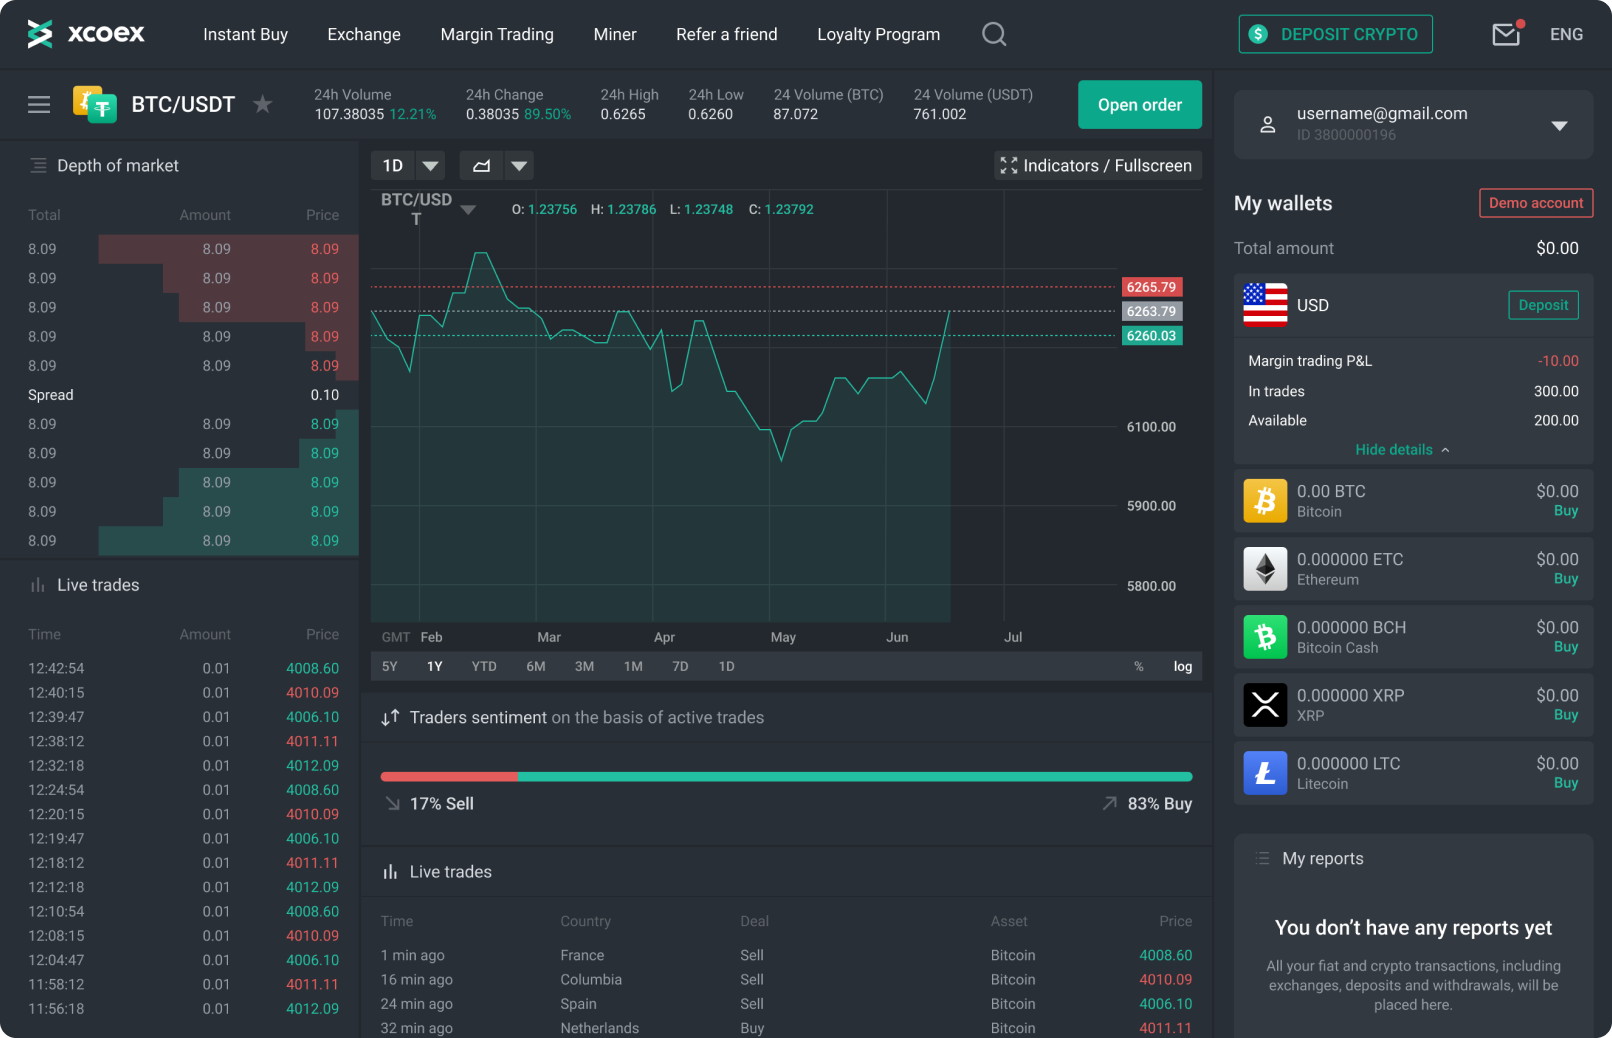 xcoex
Instant Buy
Exchange
Margin Trading
Miner
Refer a friend
Loyalty Program
$ DEPOSIT CRYPTO
ENG
BTC/USDT
24h Volume
107.38035 12.21%
24h Change
0.38035 89.50%
24h High
0.6265
24h Low
0.6260
24 Volume (BTC)
87.072
24 Volume (USDT)
761.002
Open order
username@gmail.com
ID 3800000196
Depth of market
Total Amount Price
8.09 8.09 8.09
8.09 8.09 8.09
8.09 8.09 8.09
8.09 8.09 8.09
8.09 8.09 8.09
Spread 0.10
8.09 8.09 8.09
8.09 8.09 8.09
8.09 8.09 8.09
8.09 8.09 8.09
8.09 8.09 8.09
Live trades
Time Amount Price
12:42:54 0.01 4008.60
12:40:15 0.01 4010.09
12:39:47 0.01 4006.10
12:38:12 0.01 4011.11
12:32:18 0.01 4012.09
12:24:54 0.01 4008.60
12:20:15 0.01 4010.09
12:19:47 0.01 4006.10
12:18:12 0.01 4011.11
12:12:18 0.01 4012.09
12:10:54 0.01 4008.60
12:08:15 0.01 4010.09
12:04:47 0.01 4006.10
11:58:12 0.01 4011.11
11:56:18 0.01 4012.09
1D
Indicators / Fullscreen
BTC/USD
T
O: 1.23756 H: 1.23786 L: 1.23748 C: 1.23792
6265.79
6263.79
6260.03
6100.00
5900.00
5800.00
GMT Feb Mar Apr May Jun Jul
5Y 1Y YTD 6M 3M 1M 7D 1D % log
Traders sentiment on the basis of active trades
17% Sell 83% Buy
Live trades
Time Country Deal Asset Price
1 min ago France Sell Bitcoin 4008.60
16 min ago Columbia Sell Bitcoin 4010.09
24 min ago Spain Sell Bitcoin 4006.10
32 min ago Netherlands Buy Bitcoin 4011.11
My wallets
Demo account
Total amount $0.00
USD Deposit
Margin trading P&L -10.00
In trades 300.00
Available 200.00
Hide details
0.00 BTC $0.00
Bitcoin Buy
0.000000 ETC $0.00
Ethereum Buy
0.000000 BCH $0.00
Bitcoin Cash Buy
0.000000 XRP $0.00
XRP Buy
0.000000 LTC $0.00
Litecoin Buy
My reports
You don’t have any reports yet
All your fiat and crypto transactions, including
exchanges, deposits and withdrawals, will be
placed here.